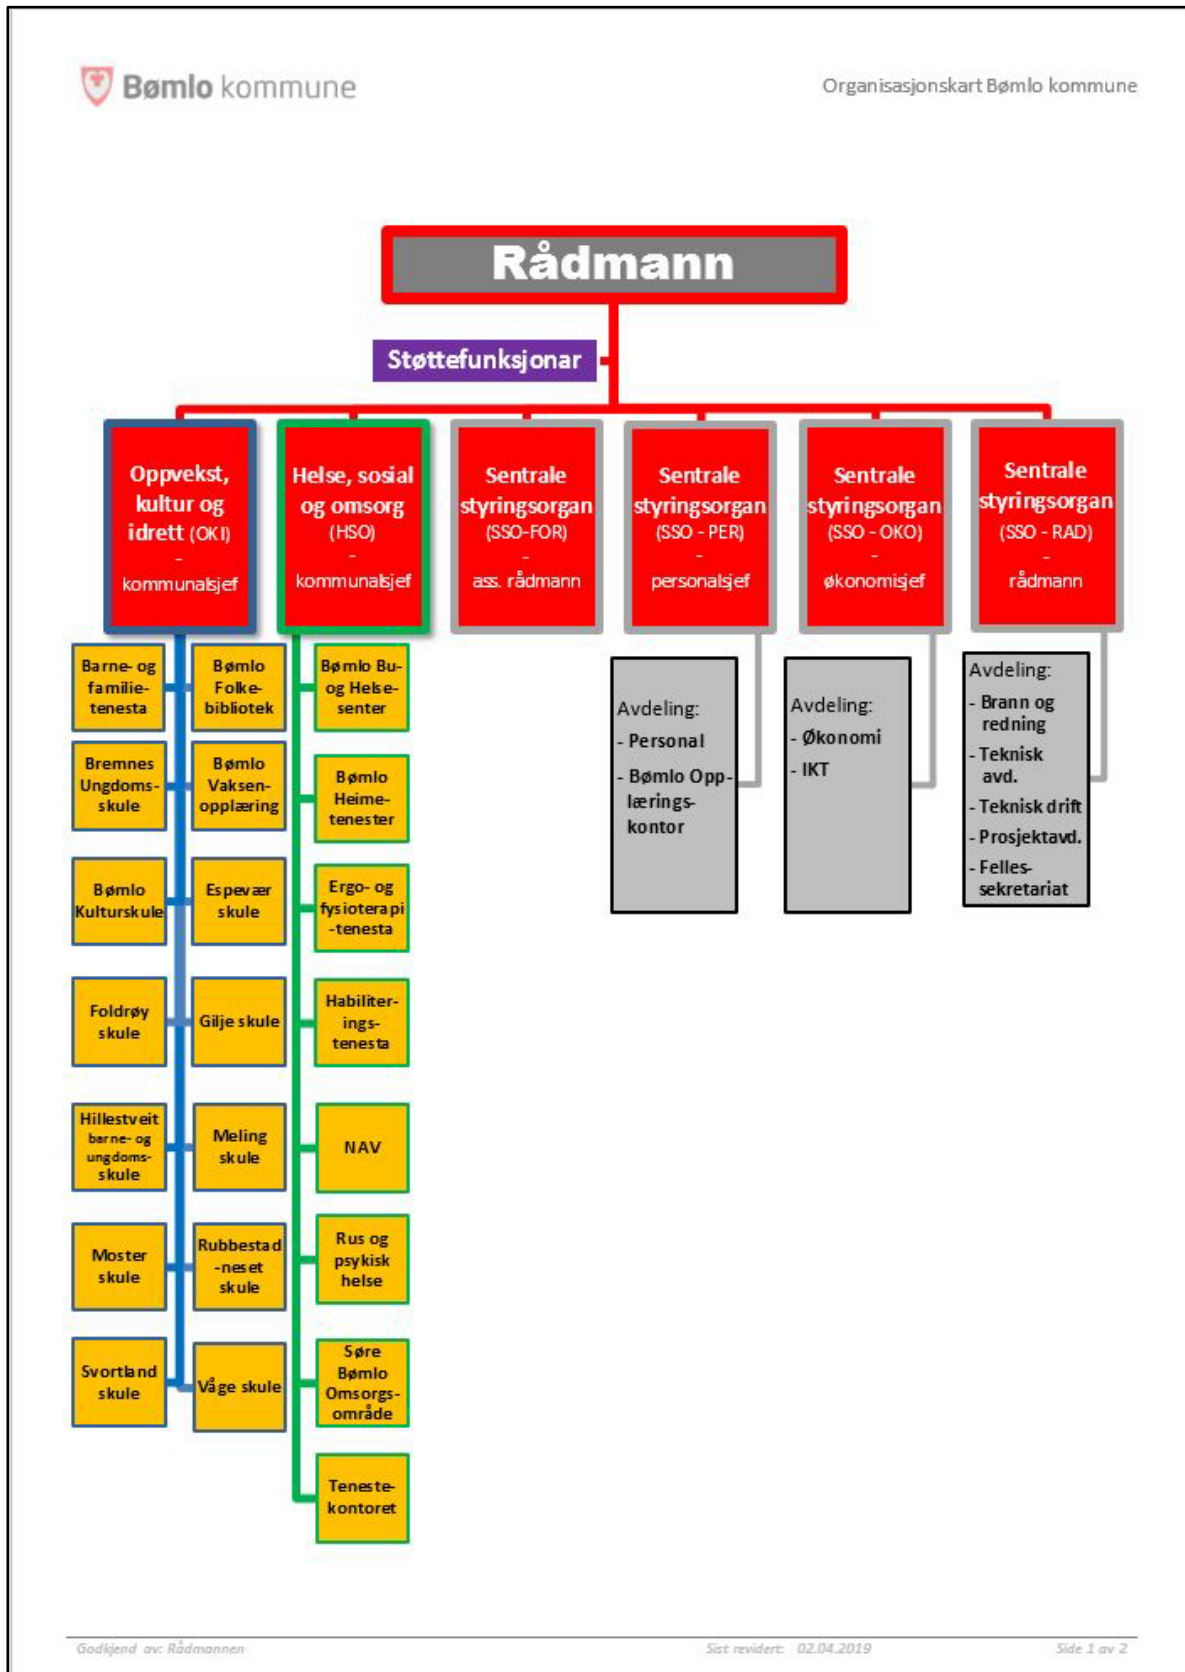 Bømlo kommune
Organisasjonskart Bømlo kommune
Rådmann
Støttefunksjonar
Oppvekst,
kultur og
idrett (OKI)
-
kommunalsjef
Helse, sosial
og omsorg
(HSO)
-
kommunalsjef
Sentrale
styringsorgan
(SSO-FOR)
-
ass. rådmann
Sentrale
styringsorgan
(SSO - PER)
-
personalsjef
Sentrale
styringsorgan
(SSO - OKO)
-
økonomisjef
Sentrale
styringsorgan
(SSO - RAD)
-
rådmann
Barne- og
familie-
tenesta
Bømlo
Folke-
bibliotek
Bremnes
Ungdoms-
skule
Bømlo
Vaksen-
opplæring
Bømlo
Kulturskule
Espevær
skule
Foldrøy
skule
Gilje skule
Hillestveit
barne- og
ungdoms-
skule
Meling
skule
Moster
skule
Rubbestad
-neset
skule
Svortland
skule
Våge skule
Bømlo Bu-
og Helse-
senter
Bømlo
Heime-
tenester
Ergo- og
fysioterapi
-tenesta
Habiliter-
ings-
tenesta
NAV
Rus og
psykisk
helse
Søre
Bømlo
Omsorgs-
område
Teneste-
kontoret
Avdeling:
- Personal
- Bømlo Opp-
lærings-
kontor
Avdeling:
- Økonomi
- IKT
Avdeling:
- Brann og
redning
- Teknisk
avd.
- Teknisk drift
- Prosjektavd.
- Felles-
sekretariat
Godkjend av: Rådmannen
Sist revidert: 02.04.2019
Side 1 av 2